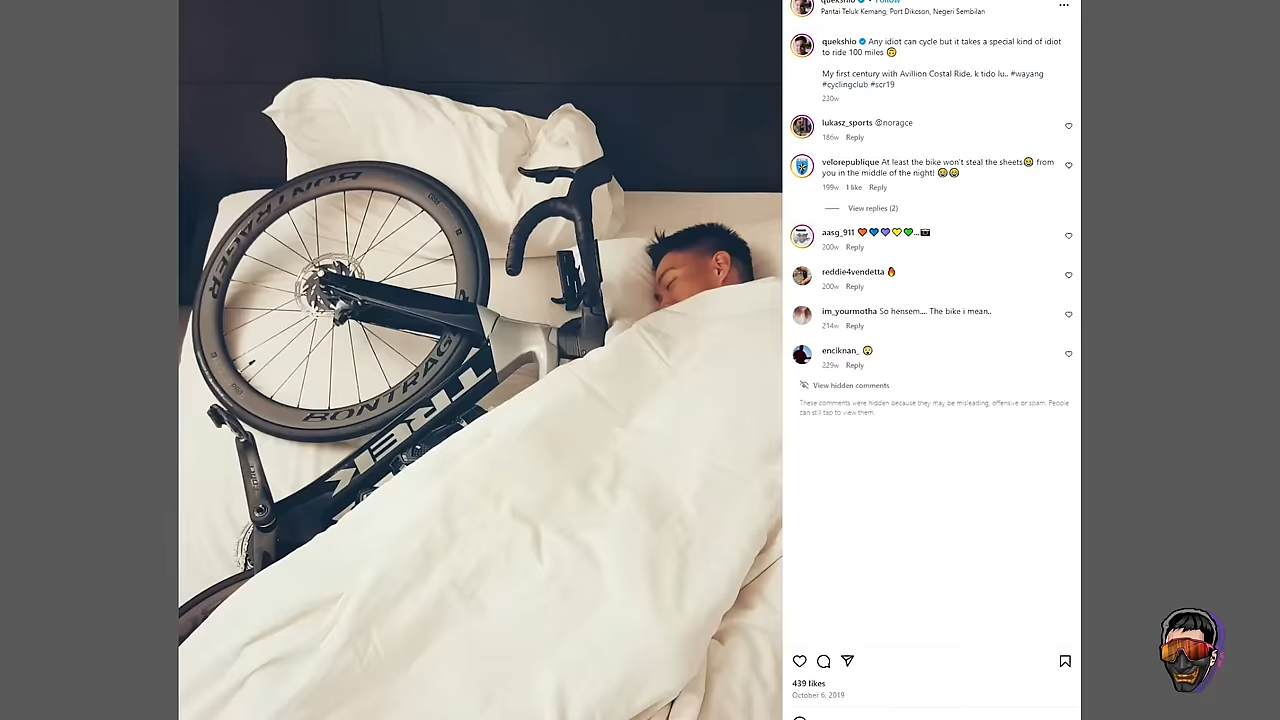 quekshio • Follow
Pantai Teluk Kemang, Port Dikcson, Negeri Sembilan
quekshio Any idiot can cycle but it takes a special kind of idiot
to ride 100 miles 🙃
My first century with Avillion Costal Ride. k tido lu.. #wayang
#cyclingclub #scr19
230w
lukasz_sports @noragce
186w Reply
velorepublique At least the bike won't steal the sheets😆 from
you in the middle of the night! 😆😆
199w 1 like Reply
View replies (2)
aasg_911 🧡💙💜💛💚...📷
200w Reply
reddie4vendetta 🔥
200w Reply
im_yourmotha So hensem.... The bike i mean..
214w Reply
enciknan_ 😲
229w Reply
View hidden comments
These comments were hidden because they may be misleading, offensive or spam. People
can still tap to view them.
439 likes
October 6, 2019
BONTRAGER
BONTRAG
TREK